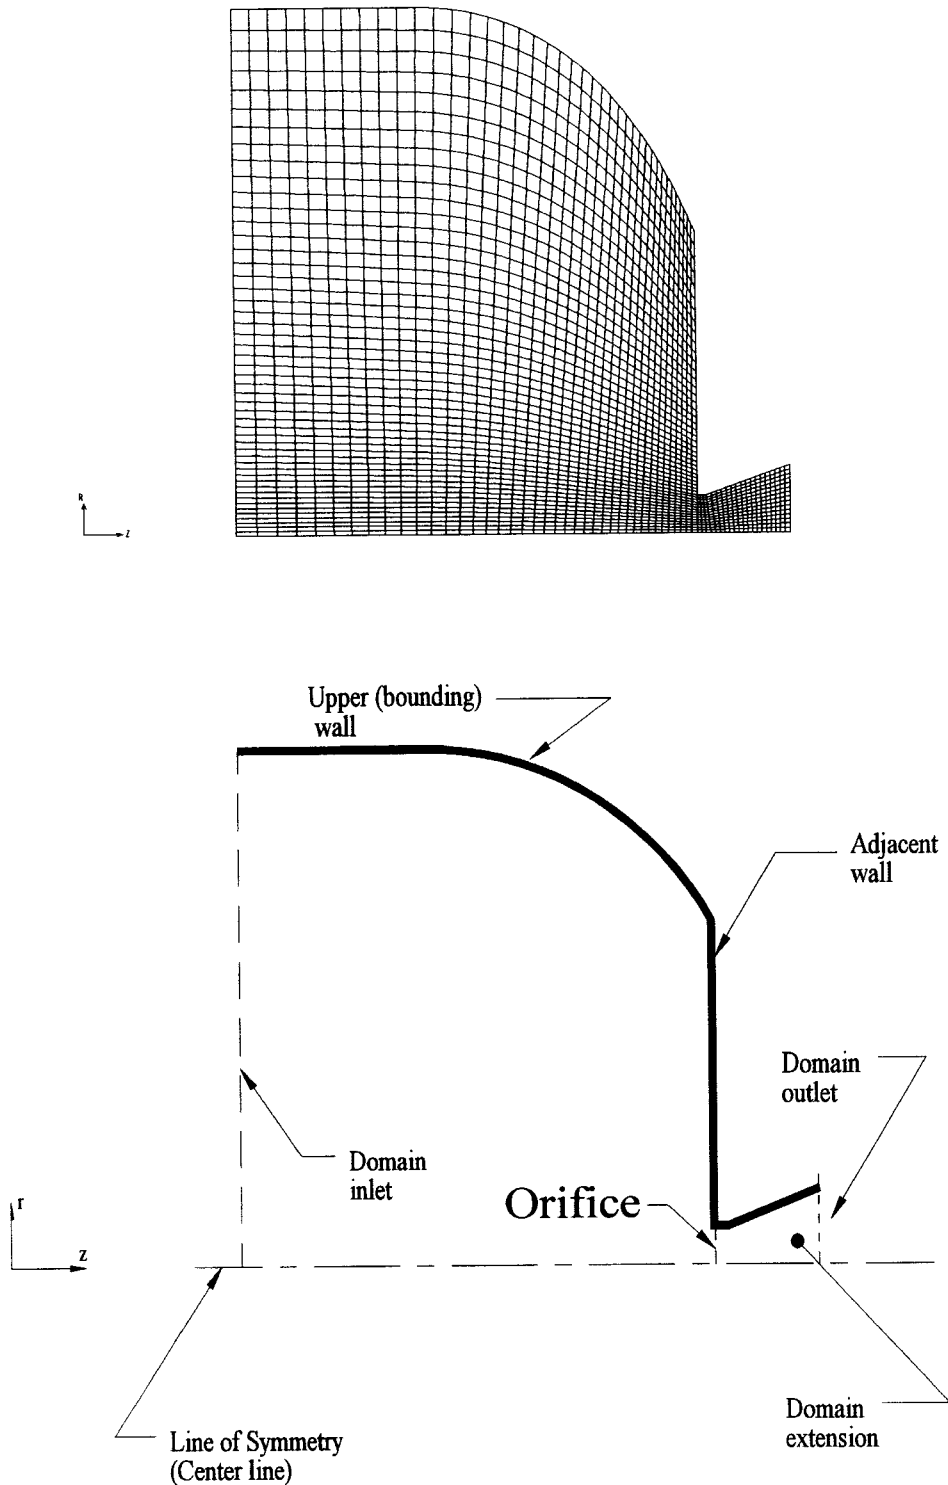 R
Z
Upper (bounding)
wall
Adjacent
wall
Domain
outlet
Domain
inlet
Orifice
r
z
Domain
extension
Line of Symmetry
(Center line)